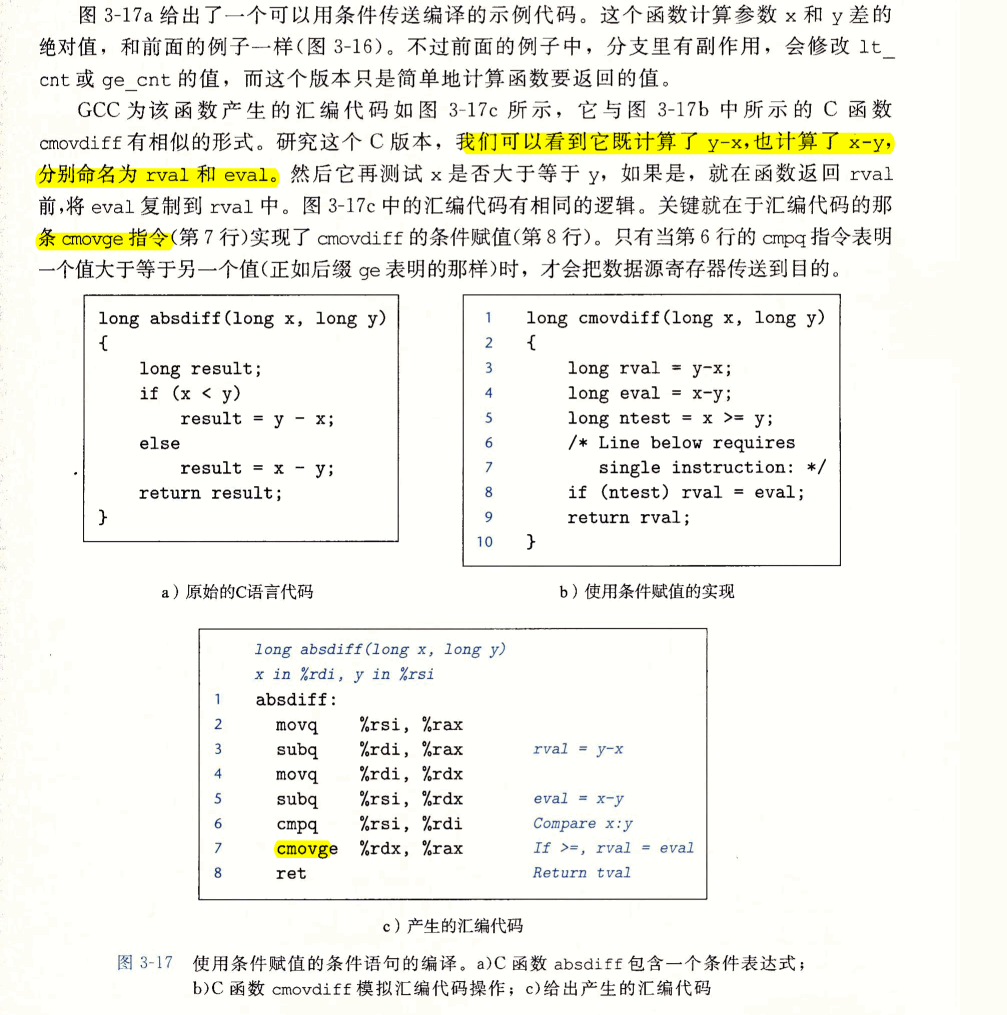 图 3-17a 给出了一个可以用条件传送编译的示例代码。这个函数计算参数 x 和 y 差的
绝对值，和前面的例子一样(图 3-16)。不过前面的例子中，分支里有副作用，会修改 lt_
cnt 或 ge_cnt 的值，而这个版本只是简单地计算函数要返回的值。
GCC 为该函数产生的汇编代码如图 3-17c 所示，它与图 3-17b 中所示的 C 函数
cmovdiff 有相似的形式。研究这个 C 版本，我们可以看到它既计算了 y-x,也计算了 x-y,
分别命名为 rval 和 eval。然后它再测试 x 是否大于等于 y，如果是，就在函数返回 rval
前,将 eval 复制到 rval 中。图 3-17c 中的汇编代码有相同的逻辑。关键就在于汇编代码的那
条 cmovge 指令(第 7 行)实现了 cmovdiff 的条件赋值(第 8 行)。只有当第 6 行的 cmpq 指令表明
一个值大于等于另一个值(正如后缀 ge 表明的那样)时，才会把数据源寄存器传送到目的。
long absdiff(long x, long y)
{
long result;
if (x < y)
result = y - x;
else
result = x - y;
return result;
}
a）原始的C语言代码
1 long cmovdiff(long x, long y)
2 {
3 long rval = y-x;
4 long eval = x-y;
5 long ntest = x >= y;
6 /* Line below requires
7 single instruction: */
8 if (ntest) rval = eval;
9 return rval;
10 }
b）使用条件赋值的实现
long absdiff(long x, long y)
x in %rdi, y in %rsi
1 absdiff:
2 movq %rsi, %rax
3 subq %rdi, %rax rval = y-x
4 movq %rdi, %rdx
5 subq %rsi, %rdx eval = x-y
6 cmpq %rsi, %rdi Compare x:y
7 cmovge %rdx, %rax If >=, rval = eval
8 ret Return tval
c）产生的汇编代码
图 3-17 使用条件赋值的条件语句的编译。a)C 函数 absdiff 包含一个条件表达式；
b)C 函数 cmovdiff 模拟汇编代码操作；c)给出产生的汇编代码